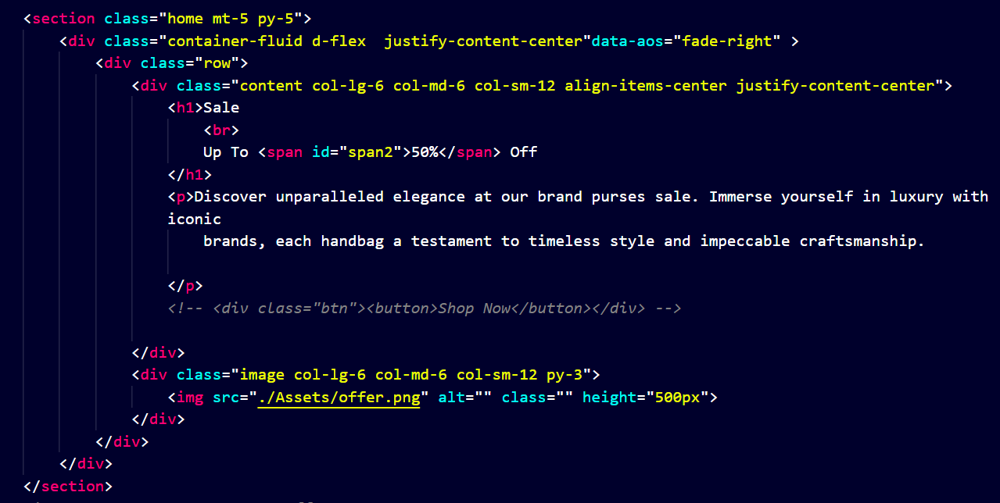 <section class="home mt-5 py-5">
<div class="container-fluid d-flex  justify-content-center"data-aos="fade-right" >
<div class="row">
<div class="content col-lg-6 col-md-6 col-sm-12 align-items-center justify-content-center">
<h1>Sale
<br>
Up To <span id="span2">50%</span> Off
</h1>
<p>Discover unparalleled elegance at our brand purses sale. Immerse yourself in luxury with
iconic
brands, each handbag a testament to timeless style and impeccable craftsmanship.
</p>
<!-- <div class="btn"><button>Shop Now</button></div> -->
</div>
<div class="image col-lg-6 col-md-6 col-sm-12 py-3">
<img src="./Assets/offer.png" alt="" class="" height="500px">
</div>
</div>
</div>
</section>